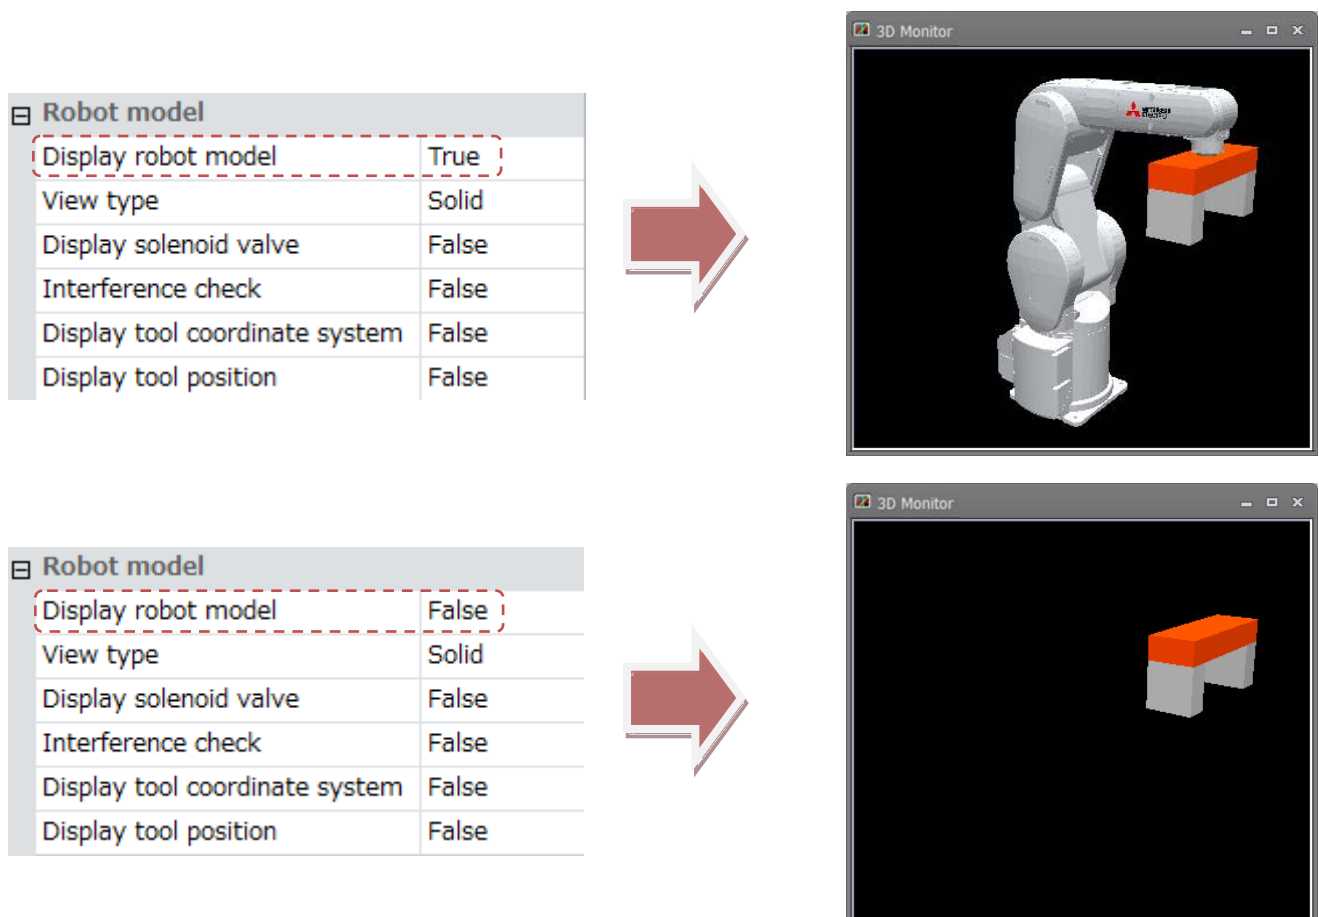 3D Monitor
Robot model
Display robot model True
View type Solid
Display solenoid valve False
Interference check False
Display tool coordinate system False
Display tool position False
3D Monitor
Robot model
Display robot model False
View type Solid
Display solenoid valve False
Interference check False
Display tool coordinate system False
Display tool position False